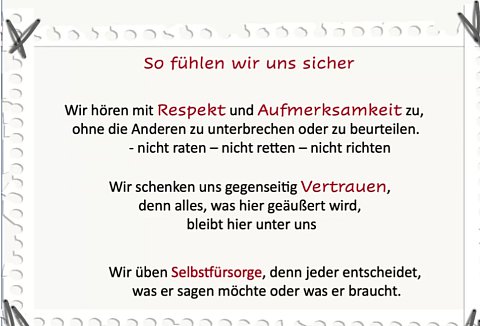 So fühlen wir uns sicher
Wir hören mit Respekt und Aufmerksamkeit zu,
ohne die Anderen zu unterbrechen oder zu beurteilen.
- nicht raten – nicht retten – nicht richten
Wir schenken uns gegenseitig Vertrauen,
denn alles, was hier geäußert wird,
bleibt hier unter uns
Wir üben Selbstfürsorge, denn jeder entscheidet,
was er sagen möchte oder was er braucht.